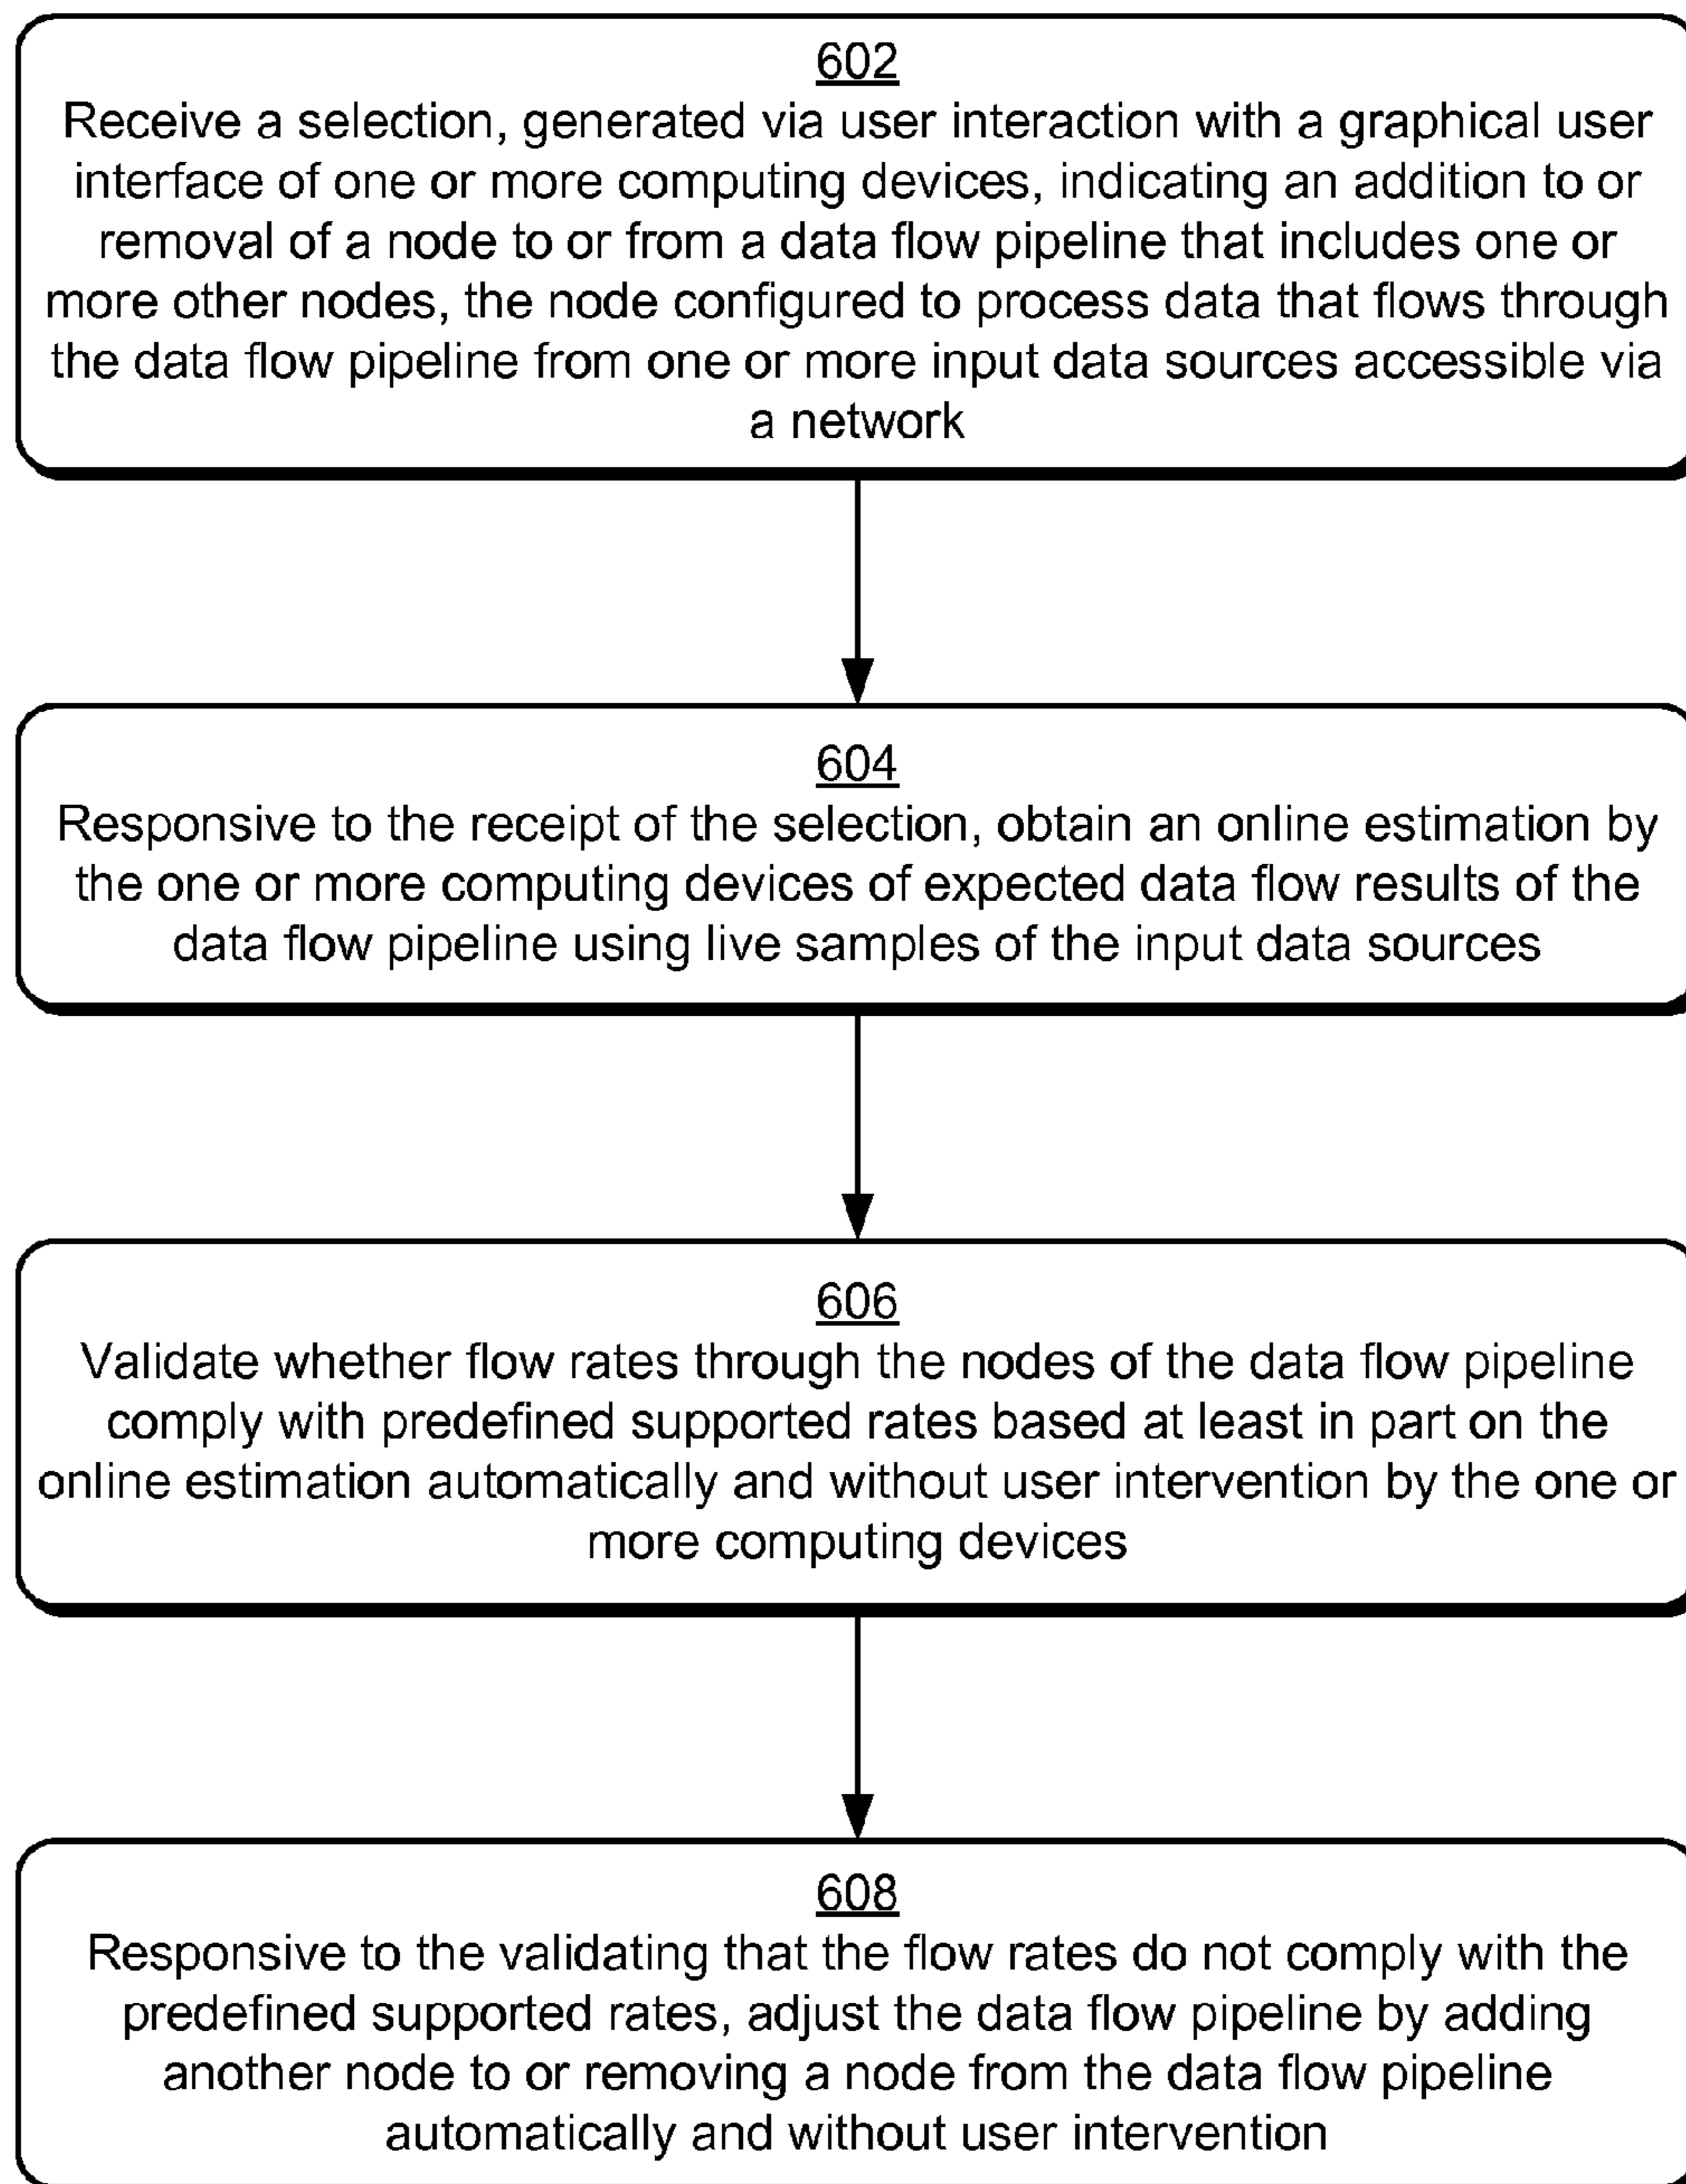 602
Receive a selection, generated via user interaction with a graphical user
interface of one or more computing devices, indicating an addition to or
removal of a node to or from a data flow pipeline that includes one or
more other nodes, the node configured to process data that flows through
the data flow pipeline from one or more input data sources accessible via
a network
604
Responsive to the receipt of the selection, obtain an online estimation by
the one or more computing devices of expected data flow results of the
data flow pipeline using live samples of the input data sources
606
Validate whether flow rates through the nodes of the data flow pipeline
comply with predefined supported rates based at least in part on the
online estimation automatically and without user intervention by the one or
more computing devices
608
Responsive to the validating that the flow rates do not comply with the
predefined supported rates, adjust the data flow pipeline by adding
another node to or removing a node from the data flow pipeline
automatically and without user intervention